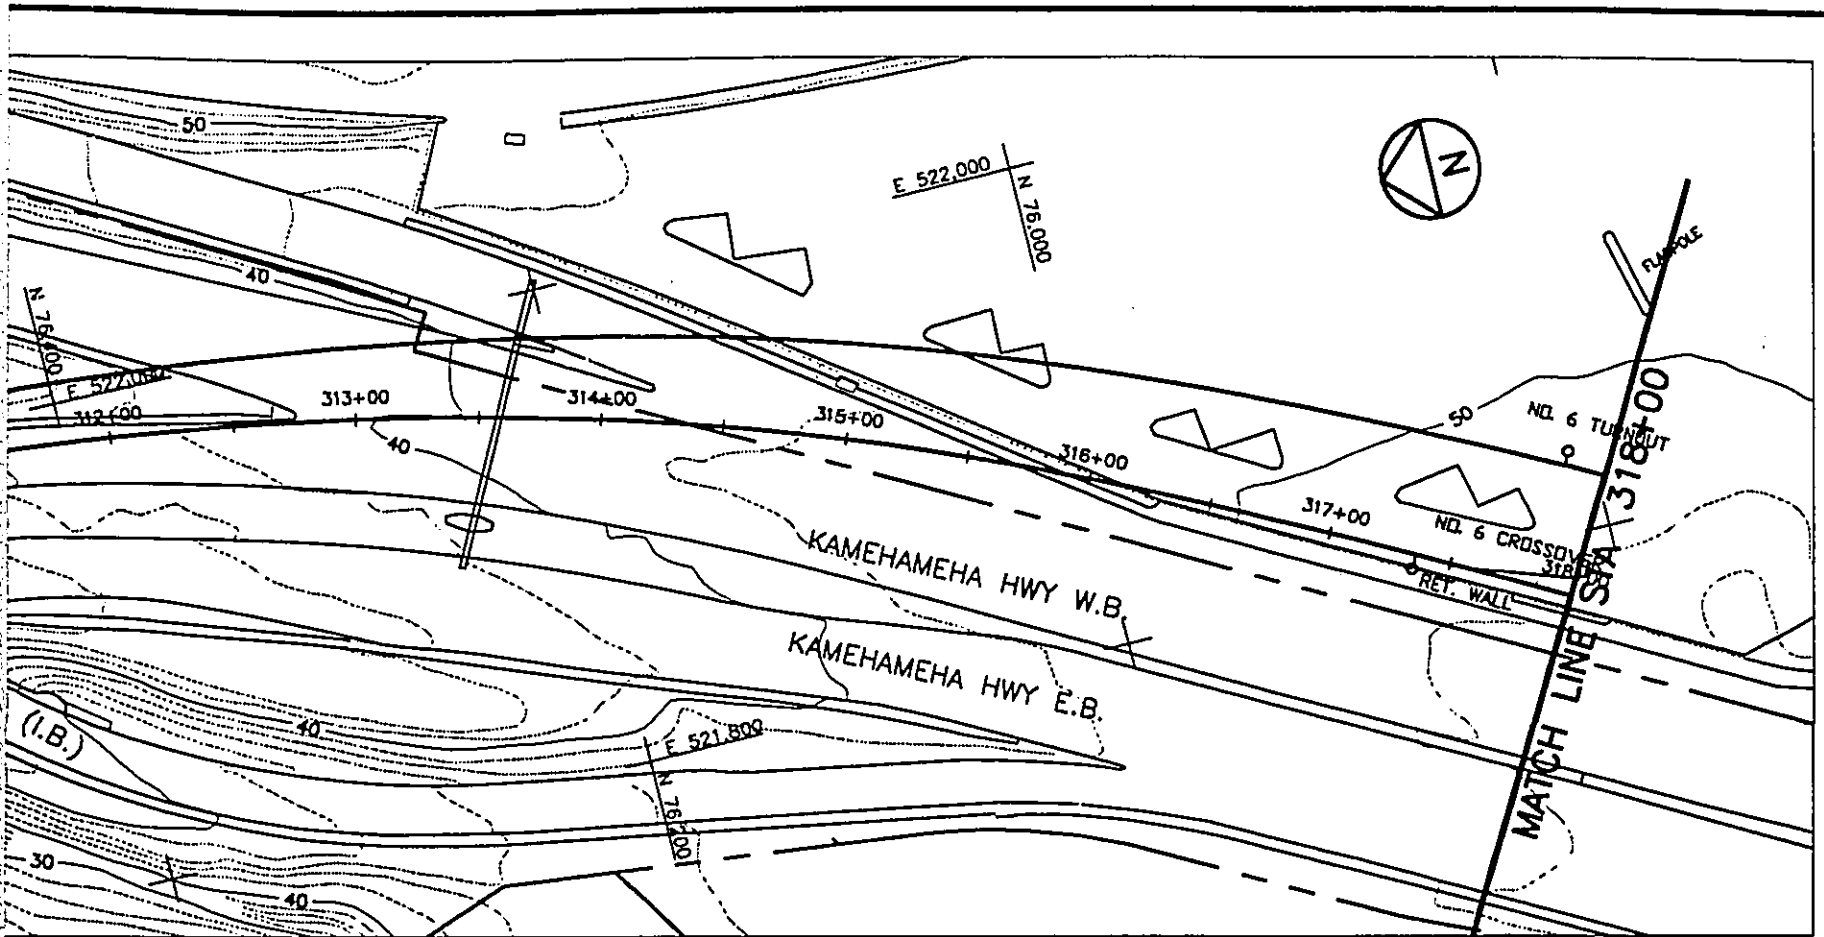 50
E 522,000
N 76,000
N
FLAGPOLE
40
E 522,000
312+00
313+00
314+00
315+00
316+00
317+00
318+00
40
50
NO. 6 TURNOUT
NO. 6 CROSSOVER
RET. WALL
MATCH LINE STA 318+00
KAMEHAMEHA HWY W.B.
KAMEHAMEHA HWY E.B.
(I.B.)
40
E 521,800
N 76,200
30
40